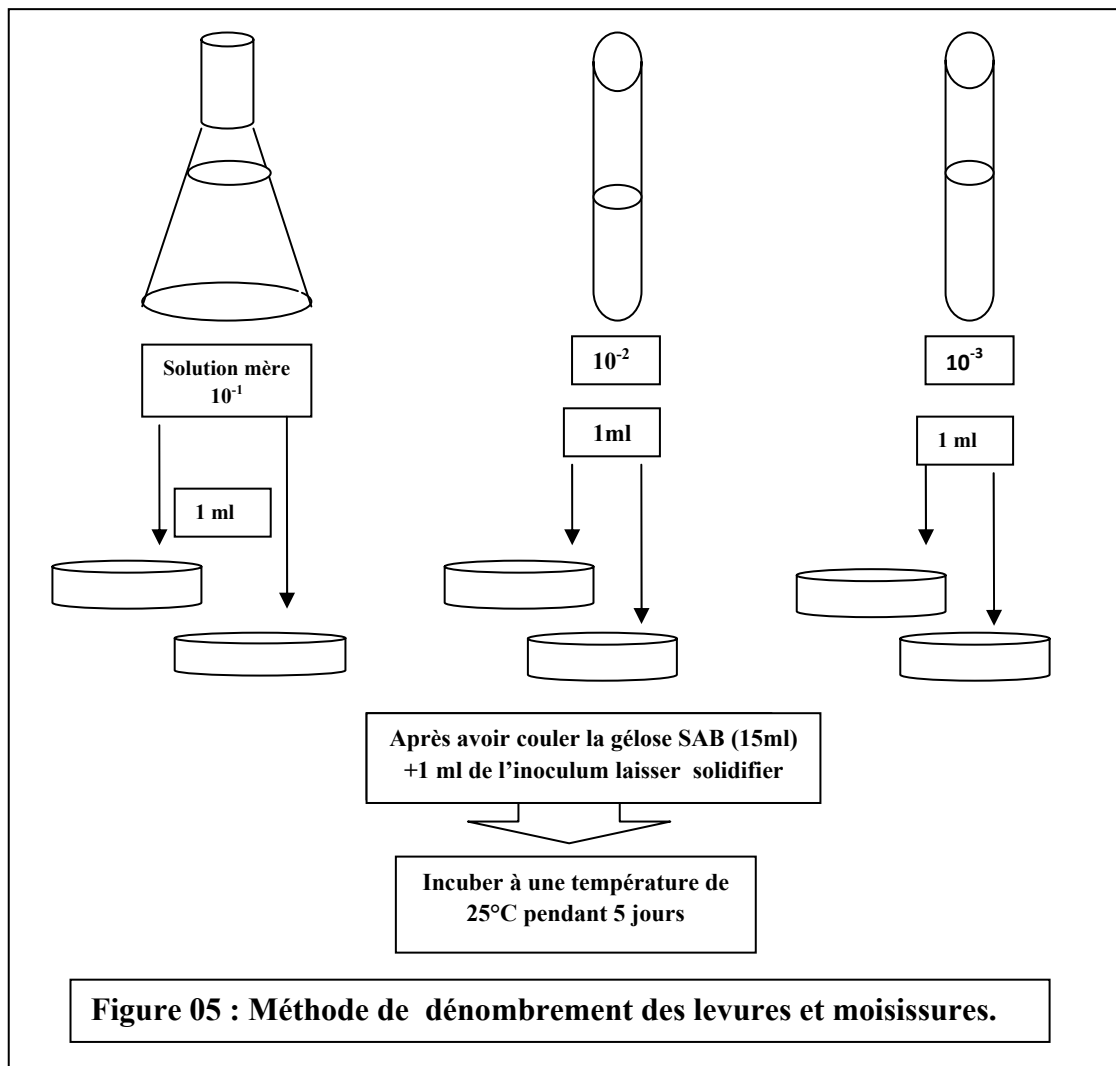 Solution mère
10⁻¹
10⁻²
10⁻³
1ml
1 ml
1 ml
Après avoir couler la gélose SAB (15ml)
+1 ml de l’inoculum laisser solidifier
Incuber à une température de
25°C pendant 5 jours
Figure 05 : Méthode de dénombrement des levures et moisissures.